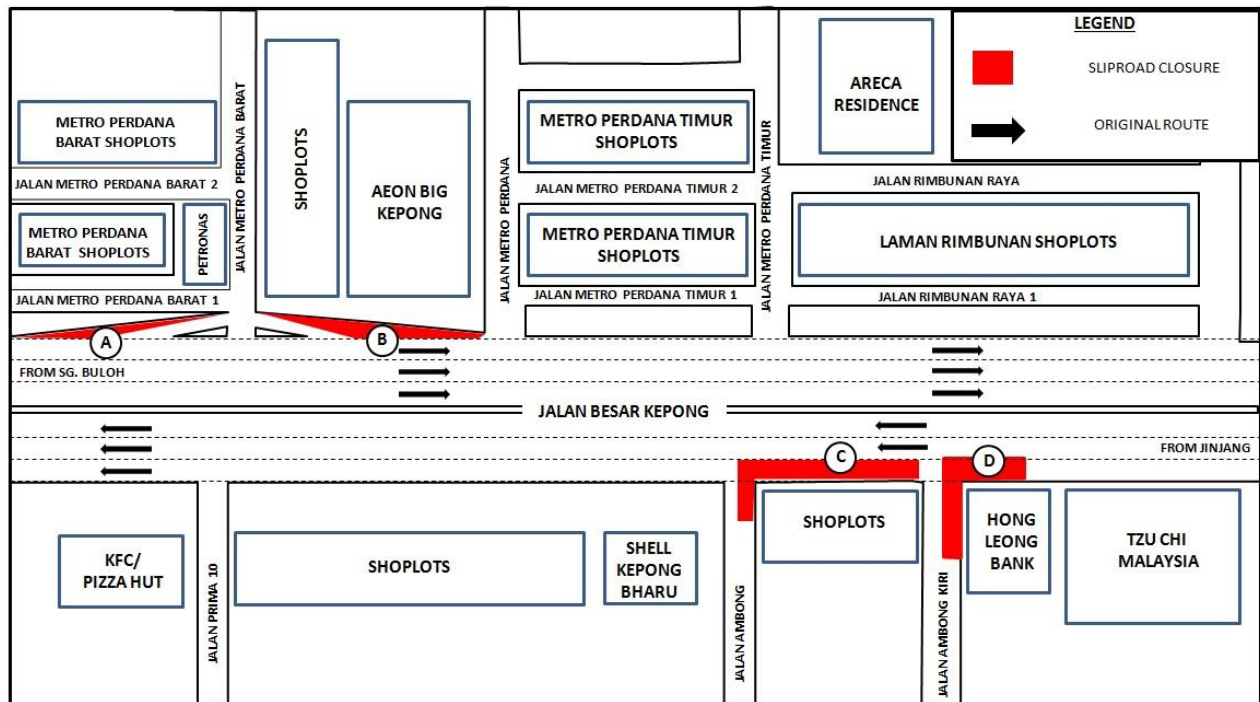 LEGEND
SLIPROAD CLOSURE
ORIGINAL ROUTE
METRO PERDANA
BARAT SHOPLOTS
JALAN METRO PERDANA BARAT 2
METRO PERDANA
BARAT SHOPLOTS
PETRONAS
JALAN METRO PERDANA BARAT 1
JALAN METRO PERDANA BARAT
SHOPLOTS
AEON BIG
KEPONG
JALAN METRO PERDANA
METRO PERDANA TIMUR
SHOPLOTS
JALAN METRO PERDANA TIMUR 2
METRO PERDANA TIMUR
SHOPLOTS
JALAN METRO PERDANA TIMUR 1
JALAN METRO PERDANA TIMUR
ARECA
RESIDENCE
JALAN RIMBUNAN RAYA
LAMAN RIMBUNAN SHOPLOTS
JALAN RIMBUNAN RAYA 1
A
B
FROM SG. BULOH
JALAN BESAR KEPONG
FROM JINJANG
C
D
KFC/
PIZZA HUT
JALAN PRIMA 10
SHOPLOTS
SHELL
KEPONG
BHARU
JALAN AMBONG
SHOPLOTS
JALAN AMBONG KIRI
HONG
LEONG
BANK
TZU CHI
MALAYSIA